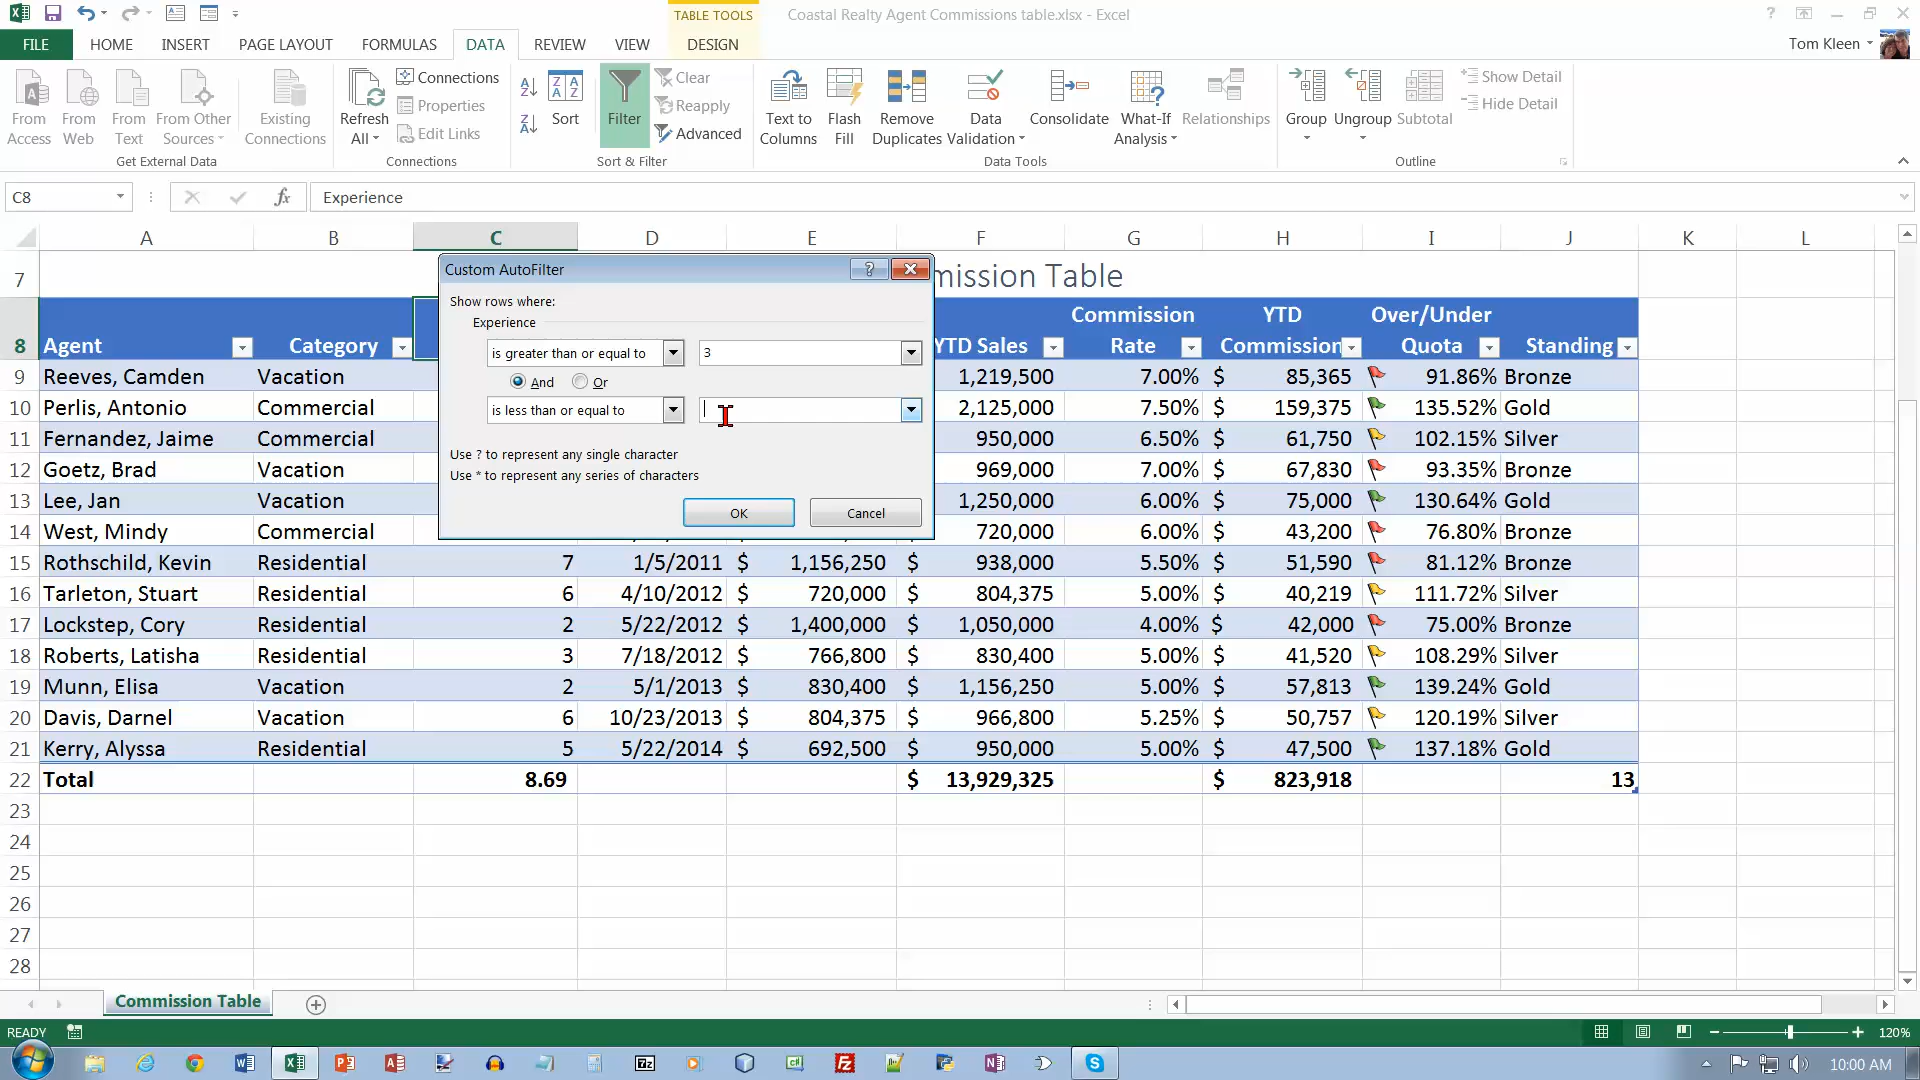 TABLE TOOLS
Coastal Realty Agent Commissions table.xlsx - Excel
FILE HOME INSERT PAGE LAYOUT FORMULAS DATA REVIEW VIEW DESIGN Tom Kleen
From Access
From Web
From Text
From Other Sources
Existing Connections
Get External Data
Refresh All
Connections
Properties
Edit Links
Connections
Sort
Filter
Clear
Reapply
Advanced
Sort & Filter
Text to Columns
Flash Fill
Remove Duplicates
Data Validation
Consolidate
What-If Analysis
Relationships
Data Tools
Group
Ungroup
Subtotal
Show Detail
Hide Detail
Outline
C8 fx Experience
A B C D E F G H I J K L
7 mission Table
Custom AutoFilter
Show rows where:
Experience
is greater than or equal to 3
And Or
is less than or equal to
Use ? to represent any single character
Use * to represent any series of characters
OK Cancel
Commission YTD Over/Under
8 Agent Category YTD Sales Rate Commission Quota Standing
9 Reeves, Camden Vacation 1,219,500 7.00% $ 85,365 91.86% Bronze
10 Perlis, Antonio Commercial 2,125,000 7.50% $ 159,375 135.52% Gold
11 Fernandez, Jaime Commercial 950,000 6.50% $ 61,750 102.15% Silver
12 Goetz, Brad Vacation 969,000 7.00% $ 67,830 93.35% Bronze
13 Lee, Jan Vacation 1,250,000 6.00% $ 75,000 130.64% Gold
14 West, Mindy Commercial 720,000 6.00% $ 43,200 76.80% Bronze
15 Rothschild, Kevin Residential 7 1/5/2011 $ 1,156,250 $ 938,000 5.50% $ 51,590 81.12% Bronze
16 Tarleton, Stuart Residential 6 4/10/2012 $ 720,000 $ 804,375 5.00% $ 40,219 111.72% Silver
17 Lockstep, Cory Residential 2 5/22/2012 $ 1,400,000 $ 1,050,000 4.00% $ 42,000 75.00% Bronze
18 Roberts, Latisha Residential 3 7/18/2012 $ 766,800 $ 830,400 5.00% $ 41,520 108.29% Silver
19 Munn, Elisa Vacation 2 5/1/2013 $ 830,400 $ 1,156,250 5.00% $ 57,813 139.24% Gold
20 Davis, Darnel Vacation 6 10/23/2013 $ 804,375 $ 966,800 5.25% $ 50,757 120.19% Silver
21 Kerry, Alyssa Residential 5 5/22/2014 $ 692,500 $ 950,000 5.00% $ 47,500 137.18% Gold
22 Total 8.69 $ 13,929,325 $ 823,918 13
23
24
25
26
27
28
Commission Table
READY 120%
10:00 AM